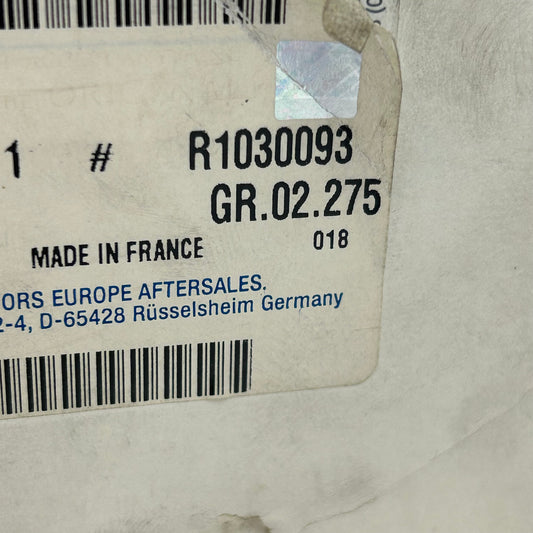 1 # R1030093
GR.02.275
MADE IN FRANCE 018
ORS EUROPE AFTERSALES.
2-4, D-65428 Rüsselsheim Germany